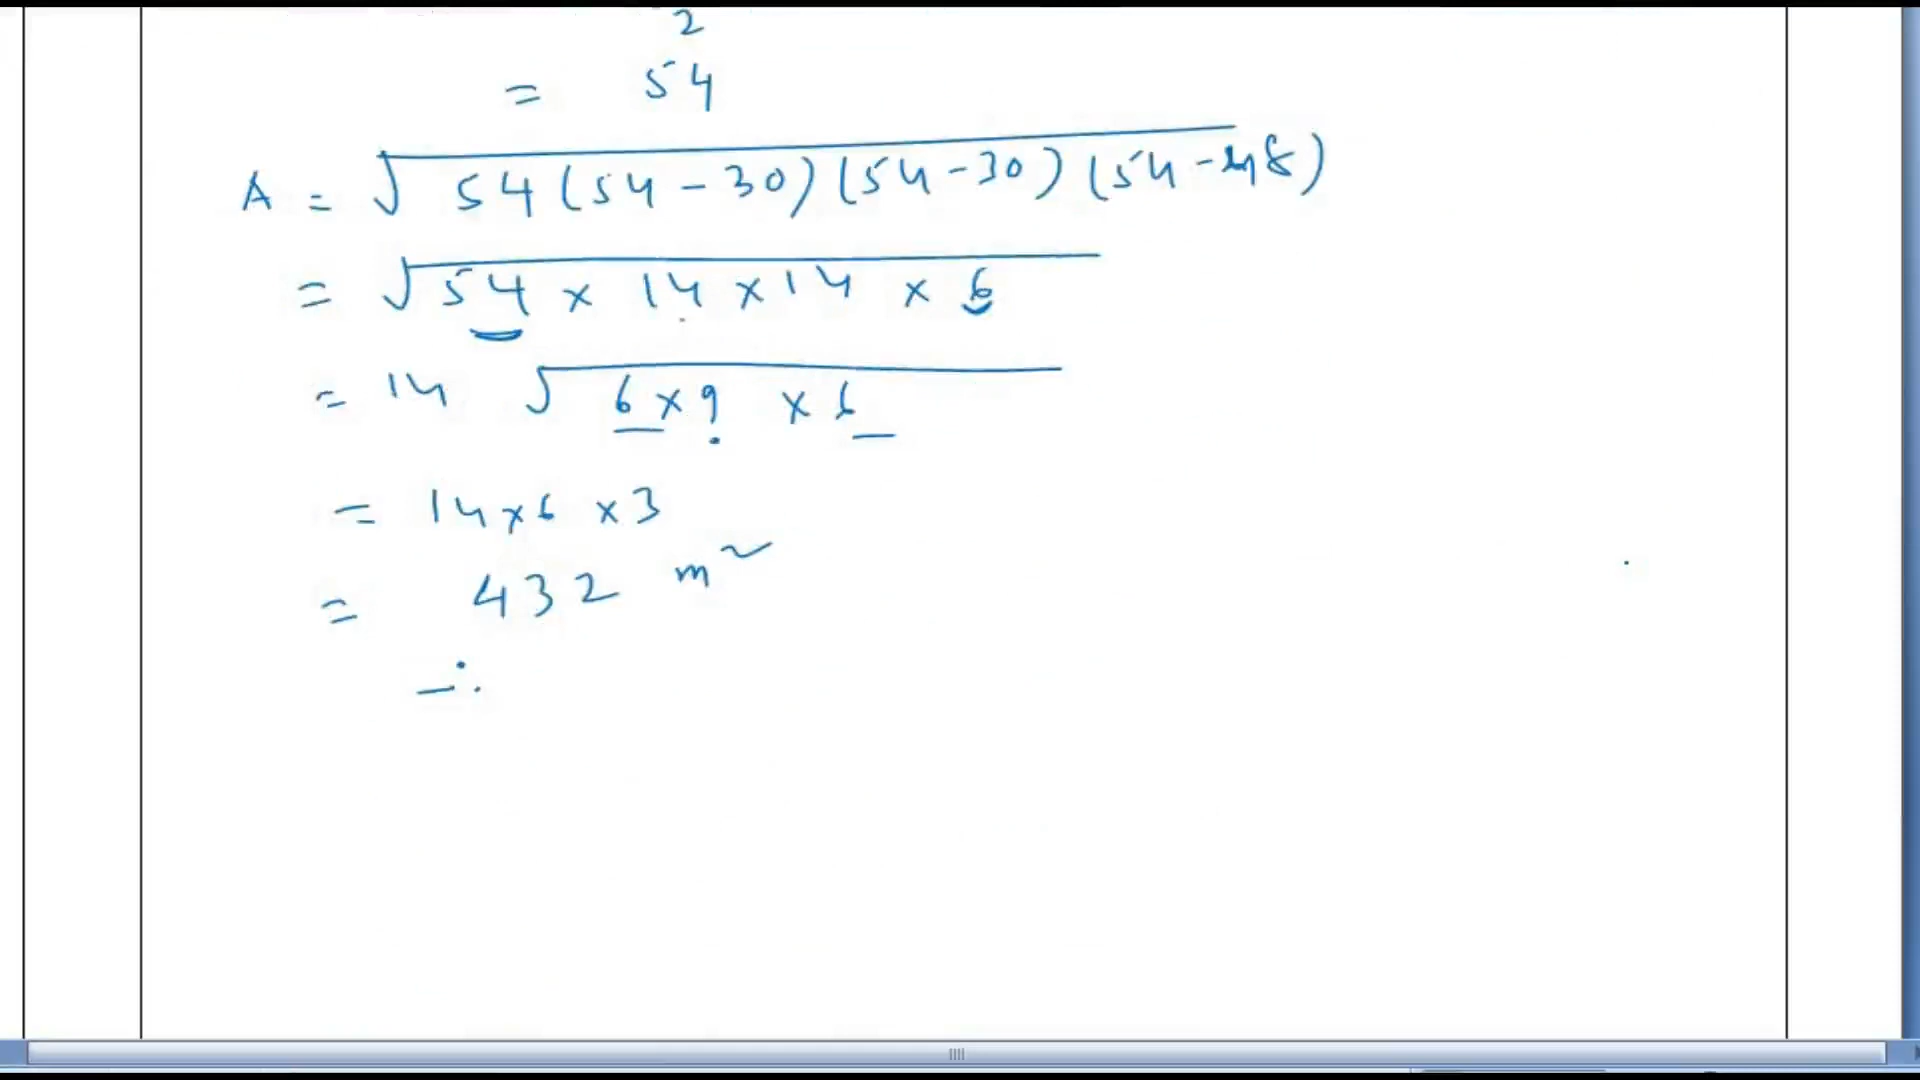 2
= 54
A = √54(54-30)(54-30)(54-48)
= √54 × 14 × 14 × 6
= 14 √6×9 × 6
= 14×6 ×3
= 432 m²
∴